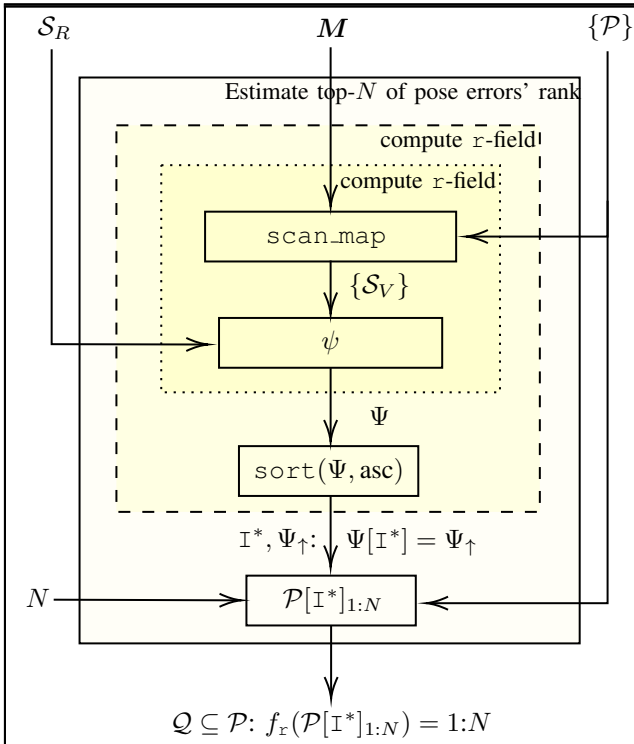 𝒮_R M {𝒫}
Estimate top-N of pose errors' rank
compute r-field
compute r-field
scan_map
{𝒮_V}
ψ
Ψ
sort(Ψ, asc)
I*, Ψ↑: Ψ[I*] = Ψ↑
N 𝒫[I*]_{1:N}
𝒬 ⊆ 𝒫: f_r(𝒫[I*]_{1:N}) = 1:N